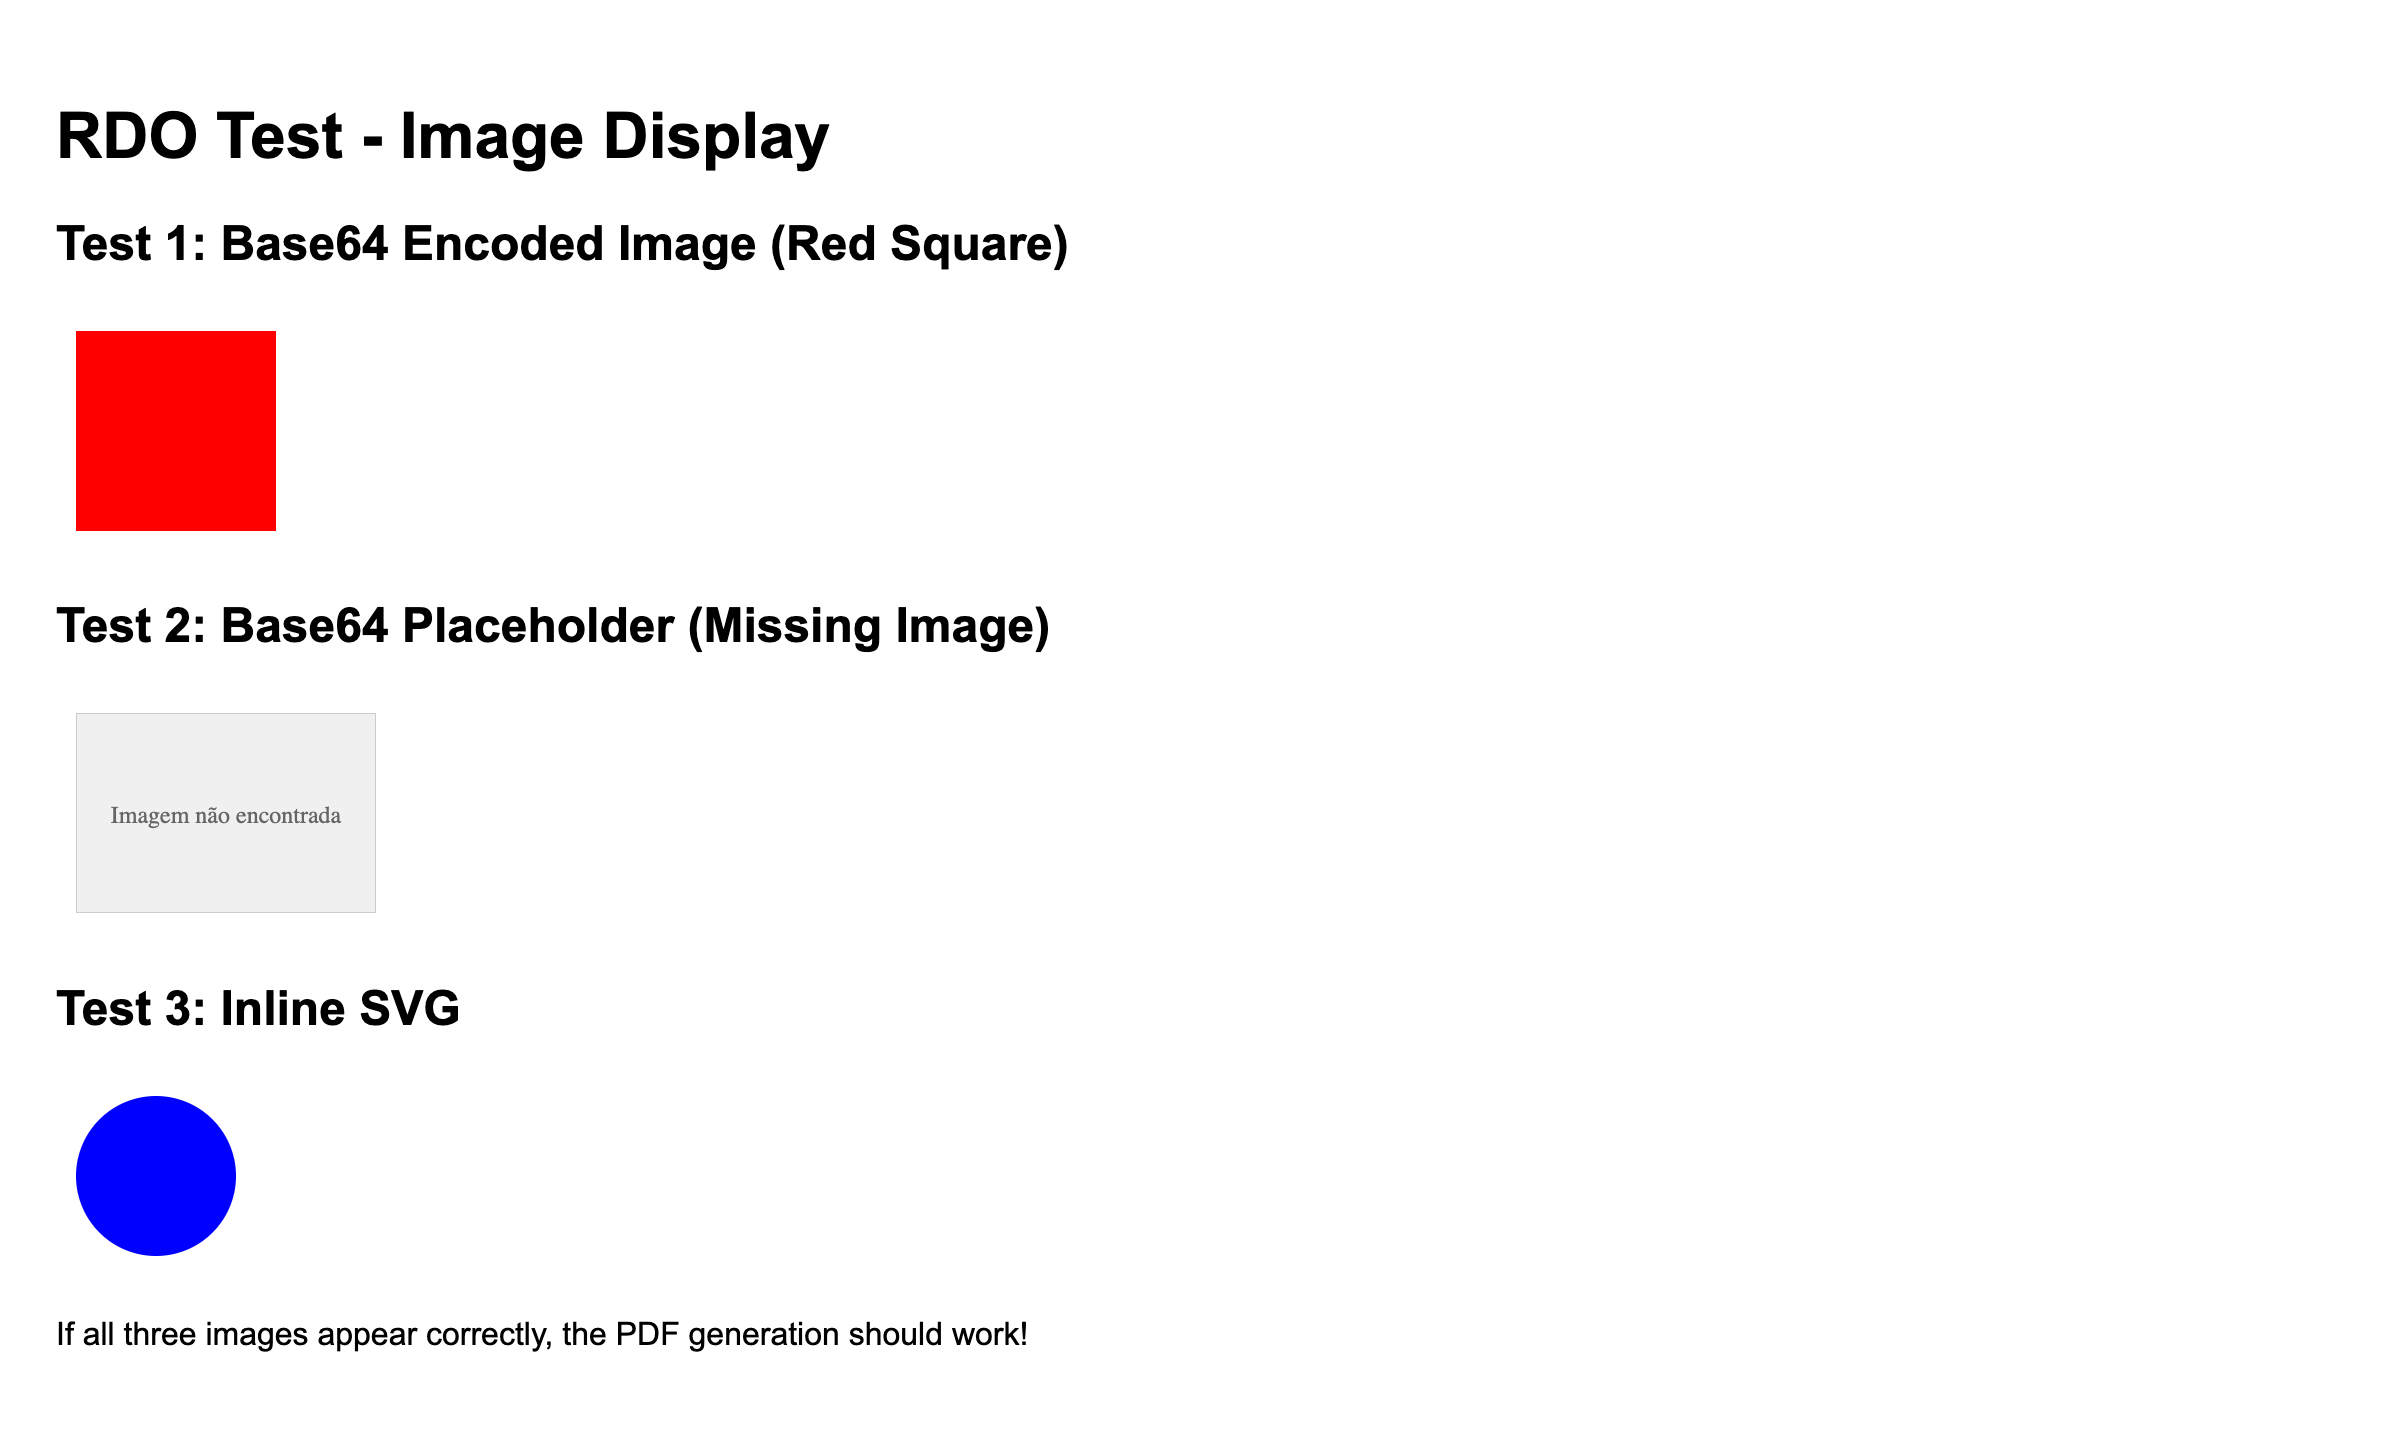 RDO Test - Image Display
Test 1: Base64 Encoded Image (Red Square)
Test 2: Base64 Placeholder (Missing Image)
Imagem não encontrada
Test 3: Inline SVG
If all three images appear correctly, the PDF generation should work!